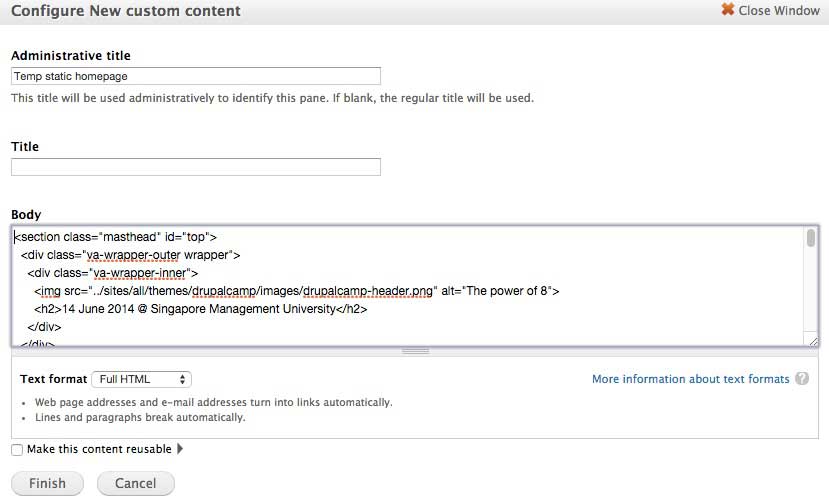 Configure New custom content
Close Window
Administrative title
Temp static homepage
This title will be used administratively to identify this pane. If blank, the regular title will be used.
Title
Body
<section class="masthead" id="top">
<div class="va-wrapper-outer wrapper">
<div class="va-wrapper-inner">
<img src="../sites/all/themes/drupalcamp/images/drupalcamp-header.png" alt="The power of 8">
<h2>14 June 2014 @ Singapore Management University</h2>
</div>
</div>
Text format Full HTML
More information about text formats ?
Web page addresses and e-mail addresses turn into links automatically.
Lines and paragraphs break automatically.
Make this content reusable
Finish Cancel